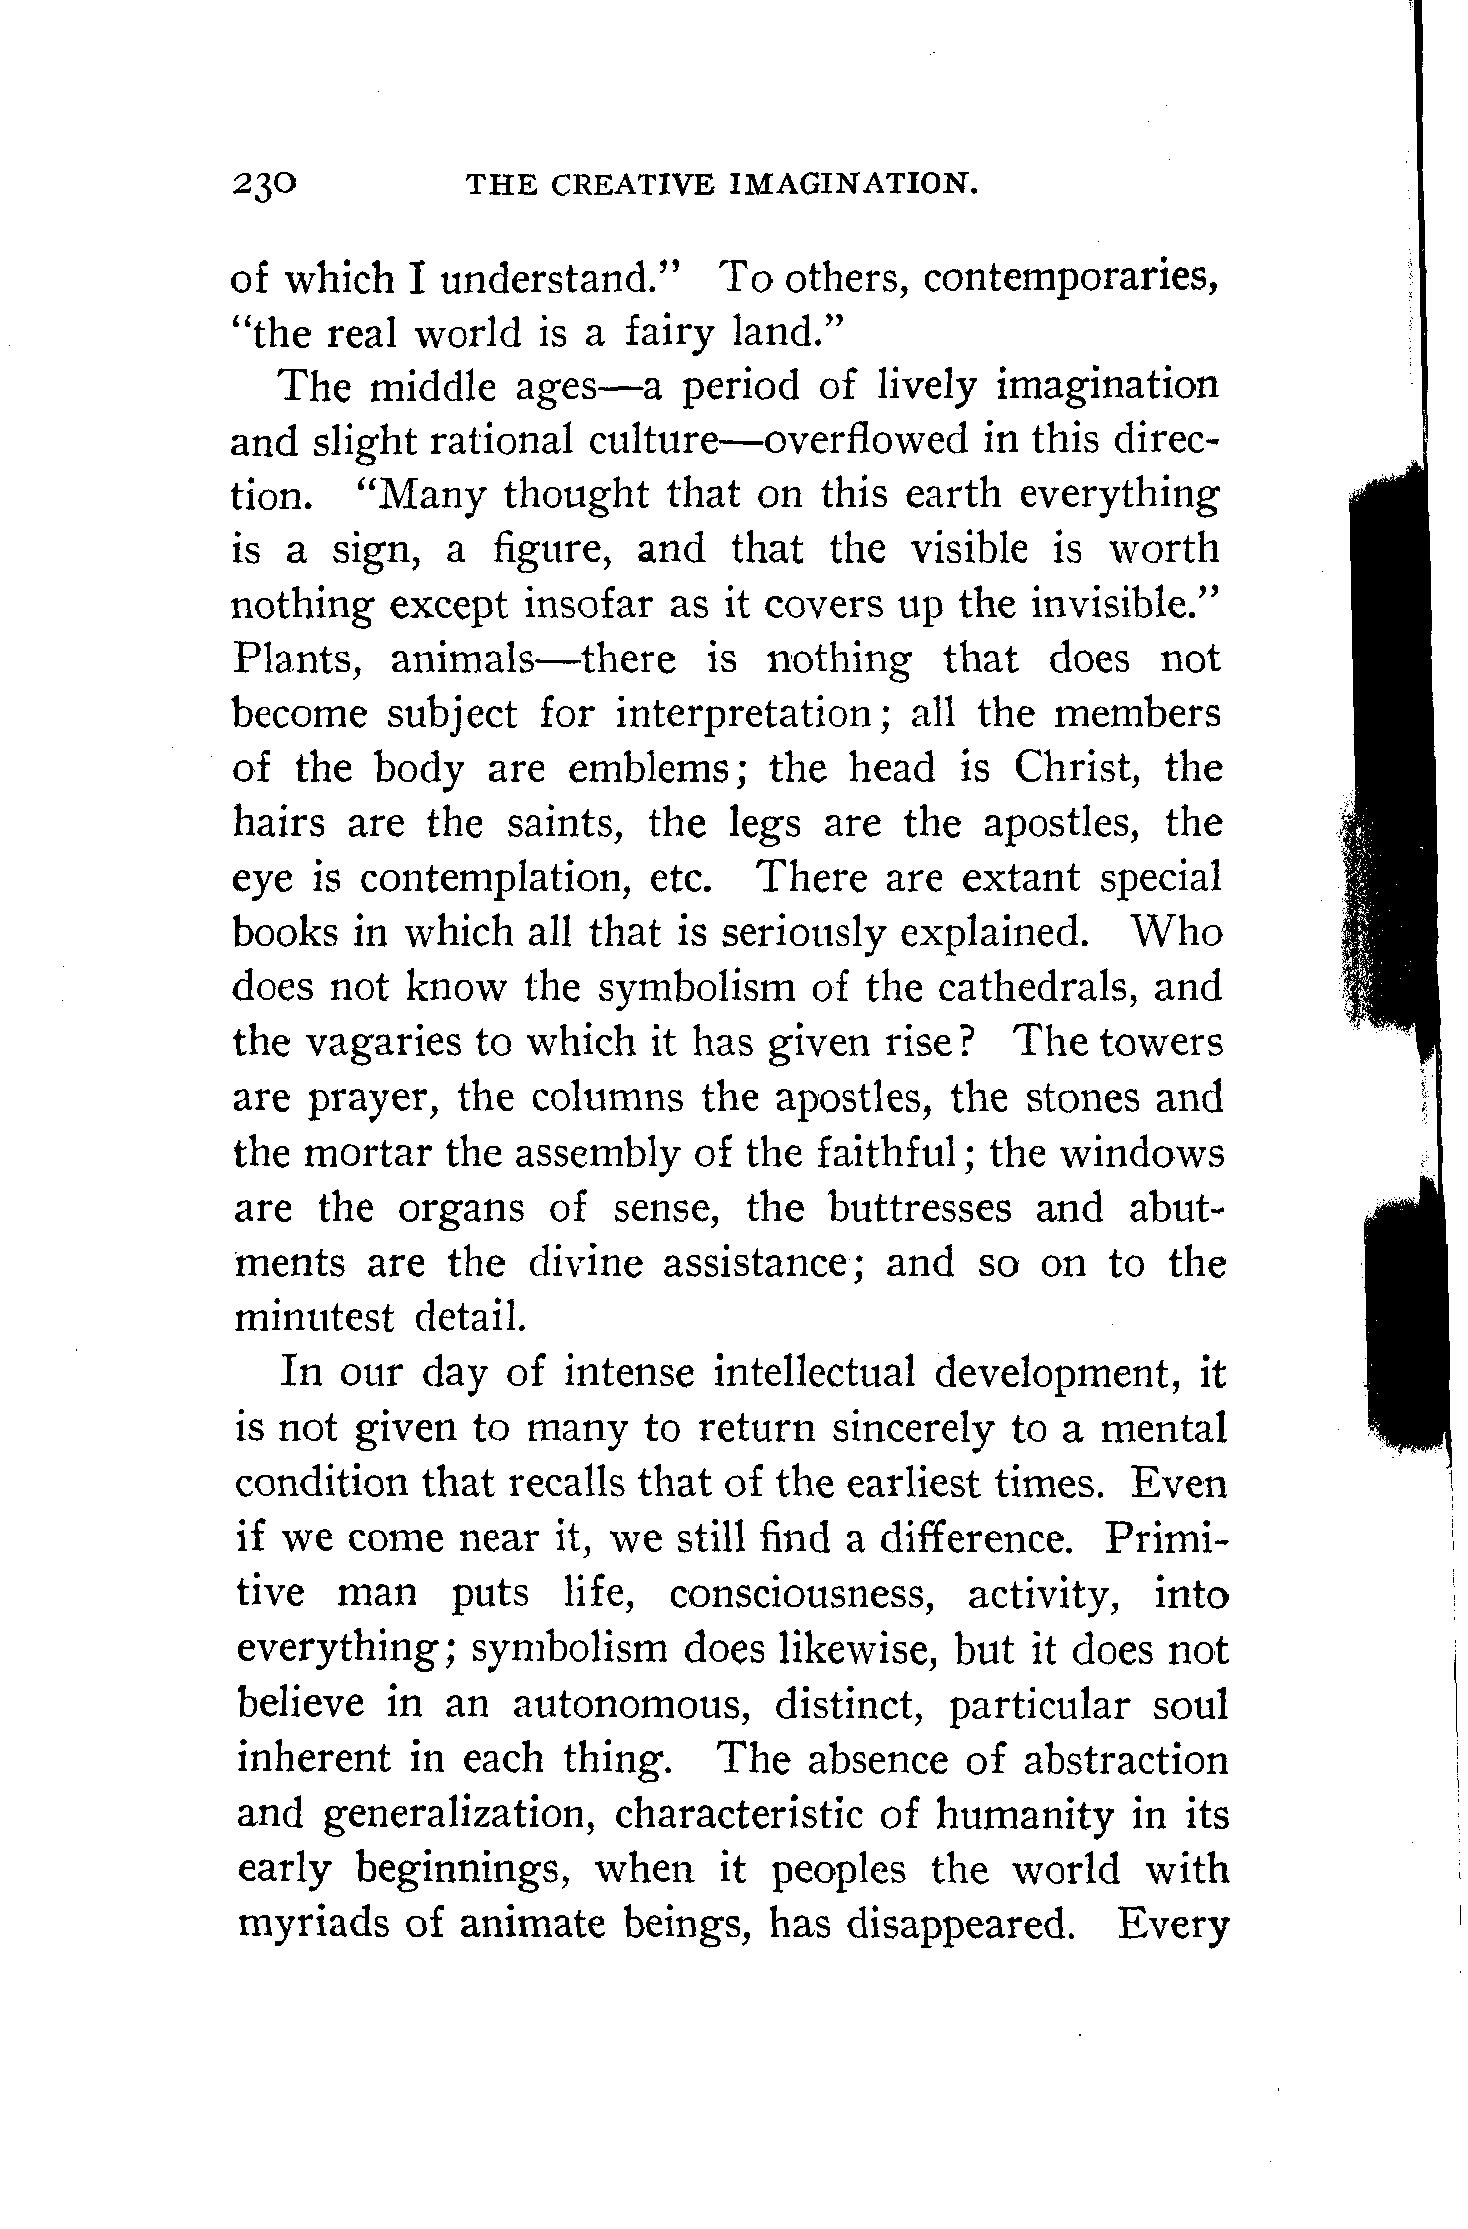 230 THE CREATIVE IMAGINATION.
of which I understand.” To others, contemporaries,
“the real world is a fairy land.”
The middle ages—a period of lively imagination
and slight rational culture—overflowed in this direc-
tion. “Many thought that on this earth everything
is a sign, a figure, and that the visible is worth
nothing except insofar as it covers up the invisible.”
Plants, animals—there is nothing that does not
become subject for interpretation; all the members
of the body are emblems; the head is Christ, the
hairs are the saints, the legs are the apostles, the
eye is contemplation, etc. There are extant special
books in which all that is seriously explained. Who
does not know the symbolism of the cathedrals, and
the vagaries to which it has given rise? The towers
are prayer, the columns the apostles, the stones and
the mortar the assembly of the faithful; the windows
are the organs of sense, the buttresses and abut-
ments are the divine assistance; and so on to the
minutest detail.
In our day of intense intellectual development, it
is not given to many to return sincerely to a mental
condition that recalls that of the earliest times. Even
if we come near it, we still find a difference. Primi-
tive man puts life, consciousness, activity, into
everything; symbolism does likewise, but it does not
believe in an autonomous, distinct, particular soul
inherent in each thing. The absence of abstraction
and generalization, characteristic of humanity in its
early beginnings, when it peoples the world with
myriads of animate beings, has disappeared. Every